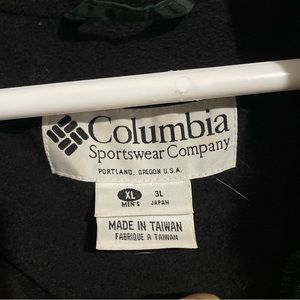 Columbia
Sportswear Company
PORTLAND, OREGON U.S.A.
XL 3L
MEN'S JAPAN
MADE IN TAIWAN
FABRIQUE A TAIWAN